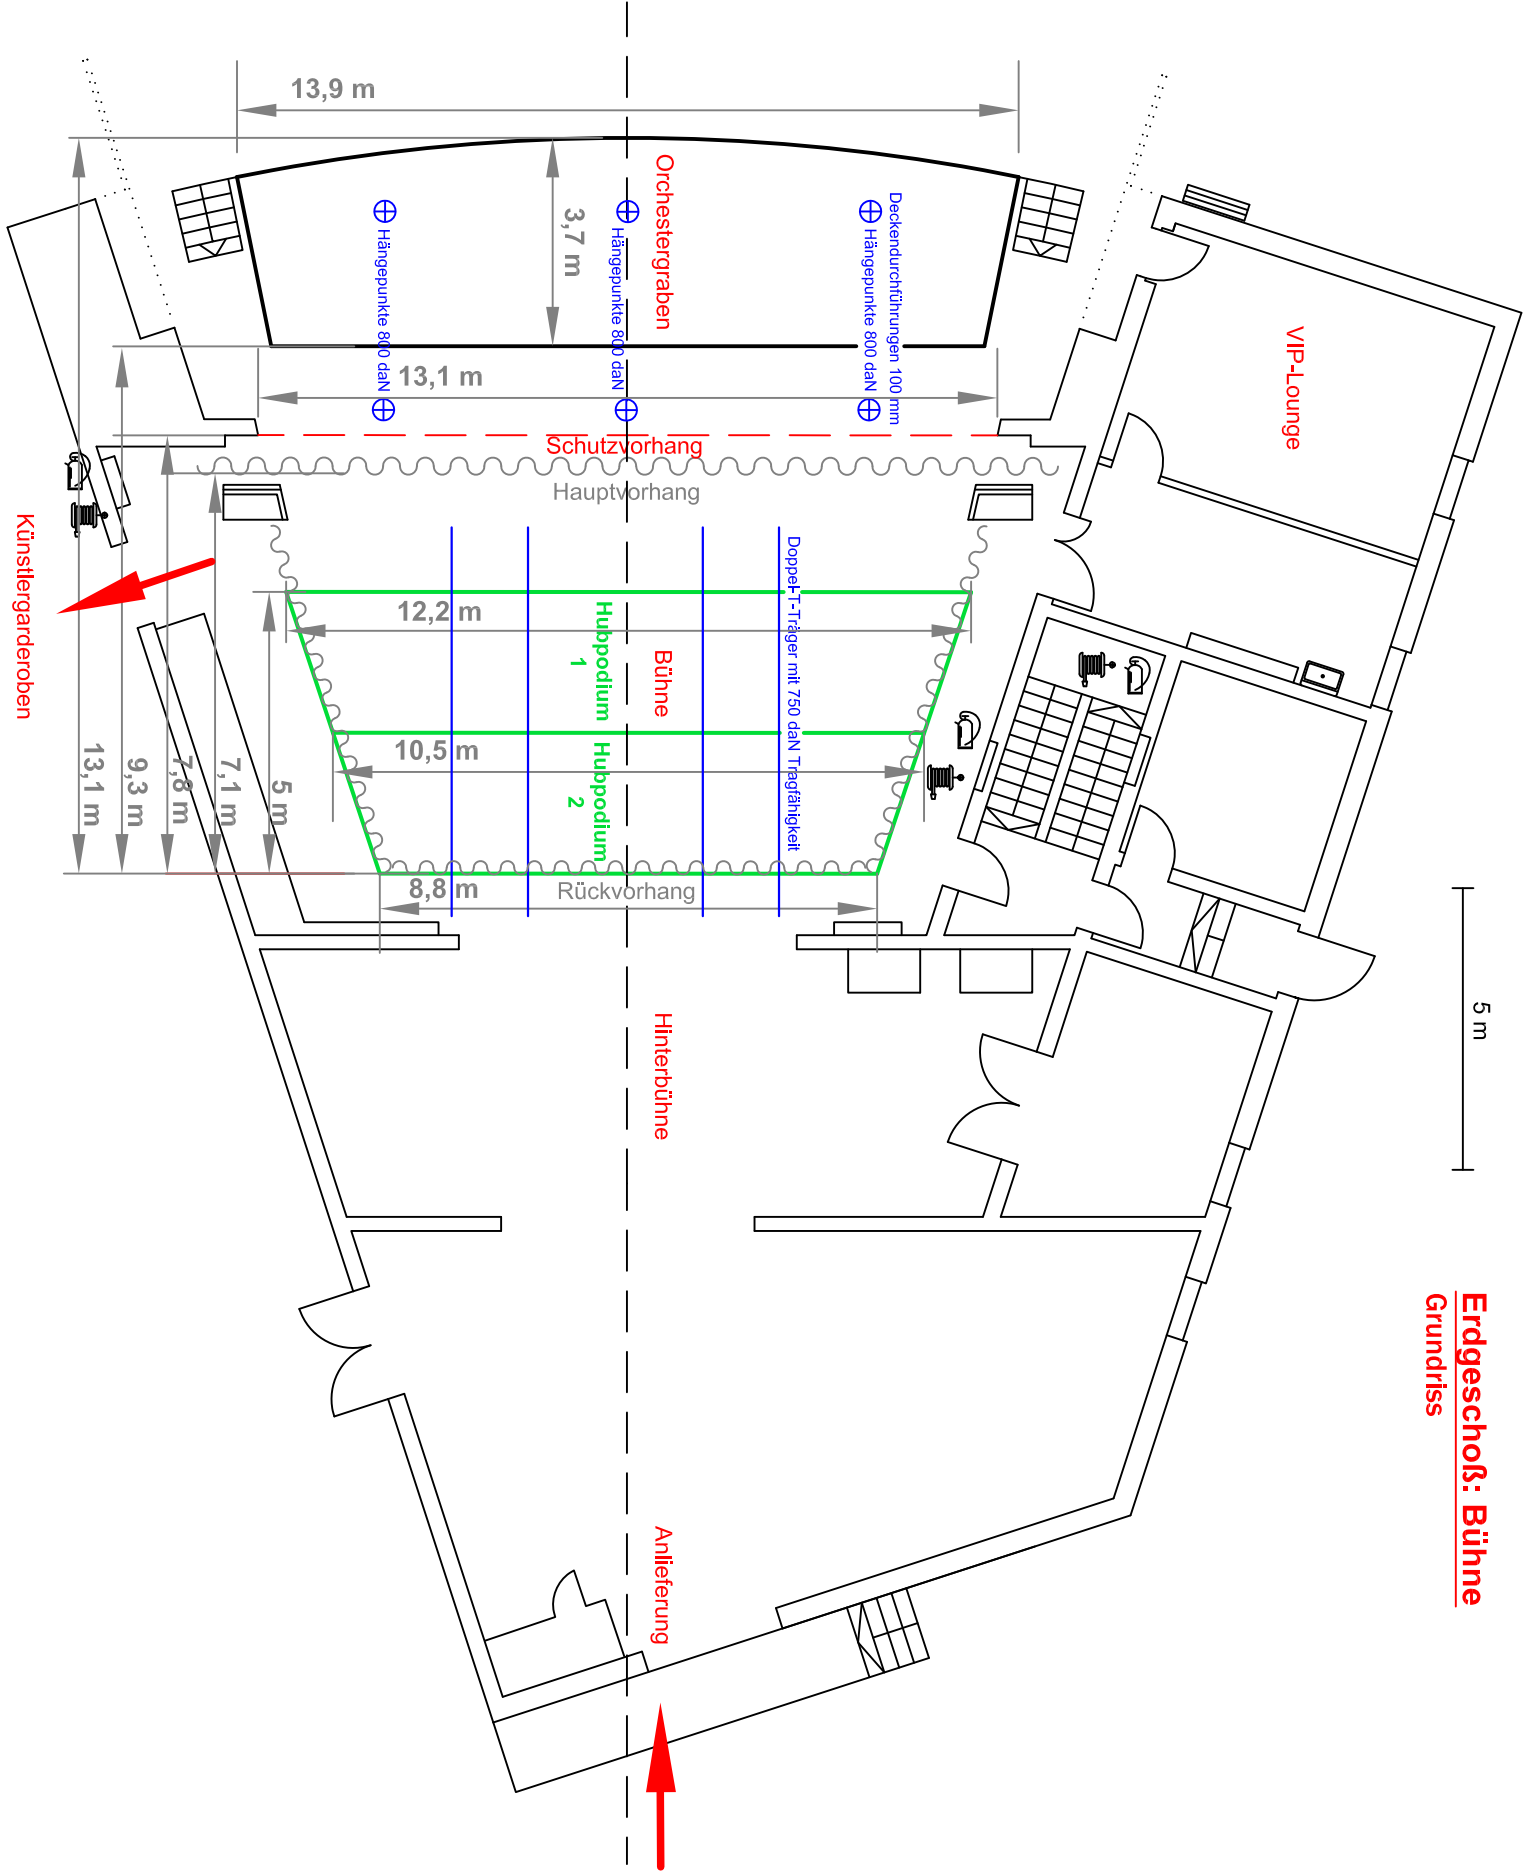 Erdgeschoß: Bühne
Grundriss
5 m
VIP-Lounge
13,9 m
Orchestergraben
3,7 m
Deckendurchführungen 100 mm
Hängepunkte 800 daN
Hängepunkte 800 daN
Hängepunkte 800 daN
13,1 m
Schutzvorhang
Hauptvorhang
Doppel-T-Träger mit 750 daN Tragfähigkeit
12,2 m
Hubpodium
1
Bühne
10,5 m
Hubpodium
2
8,8 m
Rückvorhang
Künstlergarderoben
13,1 m
9,3 m
7,8 m
7,1 m
5 m
Hinterbühne
Anlieferung